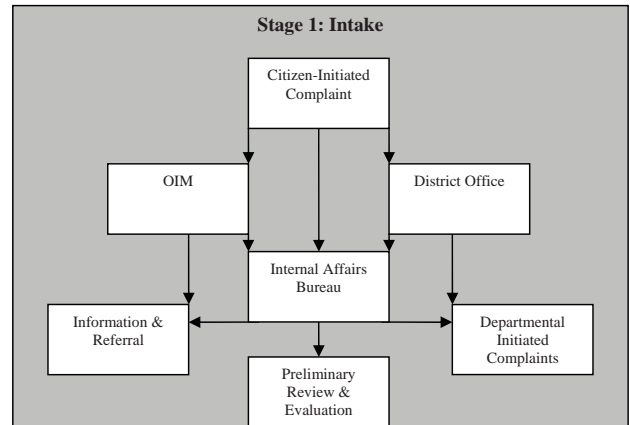 Stage 1: Intake
Citizen-Initiated
Complaint
OIM
District Office
Internal Affairs
Bureau
Information &
Referral
Departmental
Initiated
Complaints
Preliminary
Review &
Evaluation